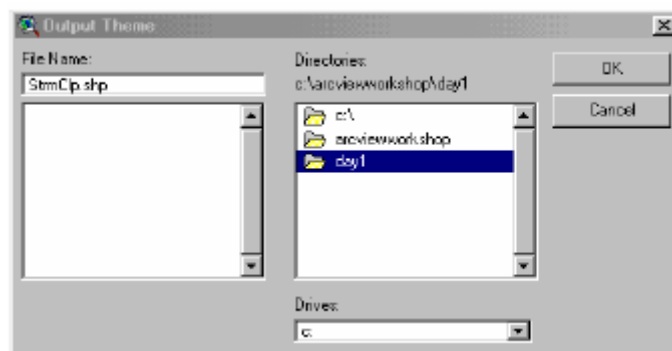 Output Theme
File Name:
StrmClp.shp
Directories:
c:\arcviewworkshop\day1
c:\
arcviewworkshop
day1
OK
Cancel
Drives:
c: